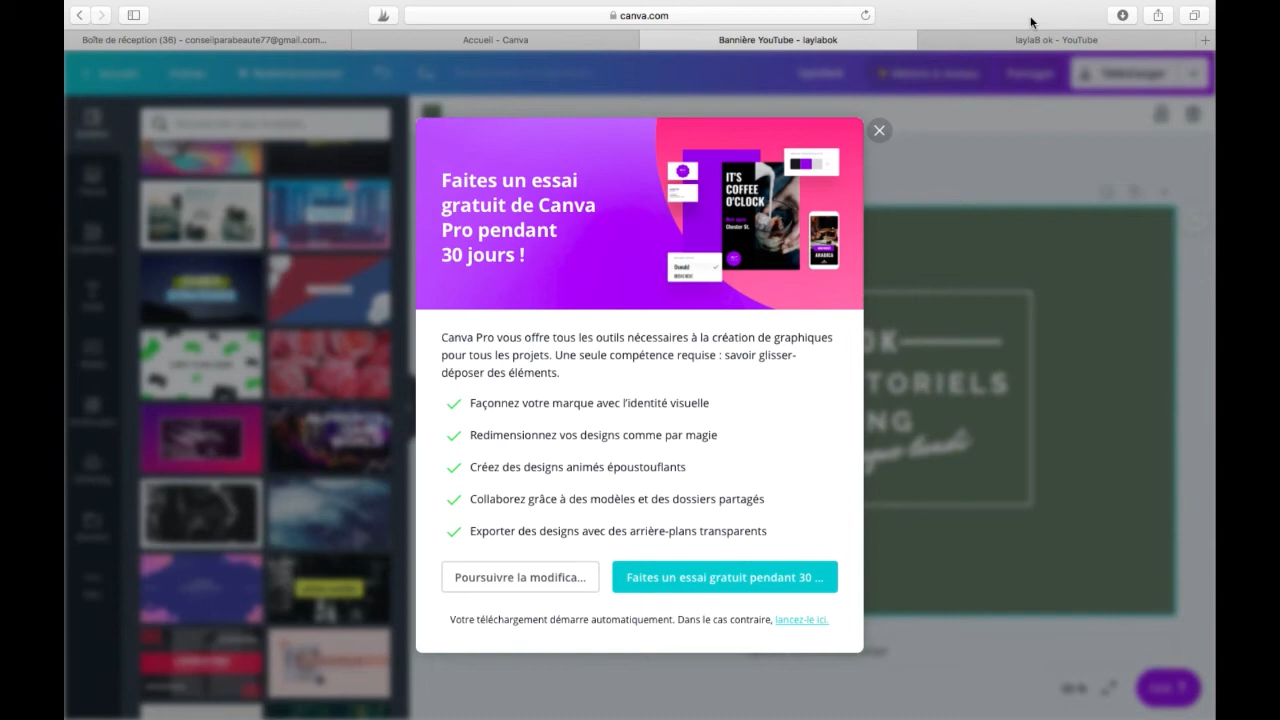 canva.com
Boîte de réception (36) - conseilparabeaute77@gmail.com...
Accueil - Canva
Bannière YouTube - laylabok
layla8 ok - YouTube
Télécharger
Faites un essai
gratuit de Canva
Pro pendant
30 jours !
IT'S
COFFEE
O'CLOCK
Chester St.
Canva Pro vous offre tous les outils nécessaires à la création de graphiques
pour tous les projets. Une seule compétence requise : savoir glisser-
déposer des éléments.
Façonnez votre marque avec l'identité visuelle
Redimensionnez vos designs comme par magie
Créez des designs animés époustouflants
Collaborez grâce à des modèles et des dossiers partagés
Exporter des designs avec des arrière-plans transparents
Poursuivre la modifica...
Faites un essai gratuit pendant 30 ...
Votre téléchargement démarre automatiquement. Dans le cas contraire, lancez-le ici.
OK
TORIELS
NG